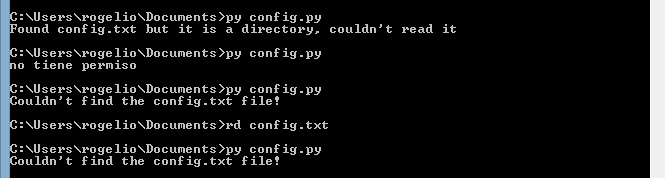 C:\Users\rogelio\Documents>py config.py
Found config.txt but it is a directory, couldn't read it
C:\Users\rogelio\Documents>py config.py
no tiene permiso
C:\Users\rogelio\Documents>py config.py
Couldn't find the config.txt file!
C:\Users\rogelio\Documents>rd config.txt
C:\Users\rogelio\Documents>py config.py
Couldn't find the config.txt file!